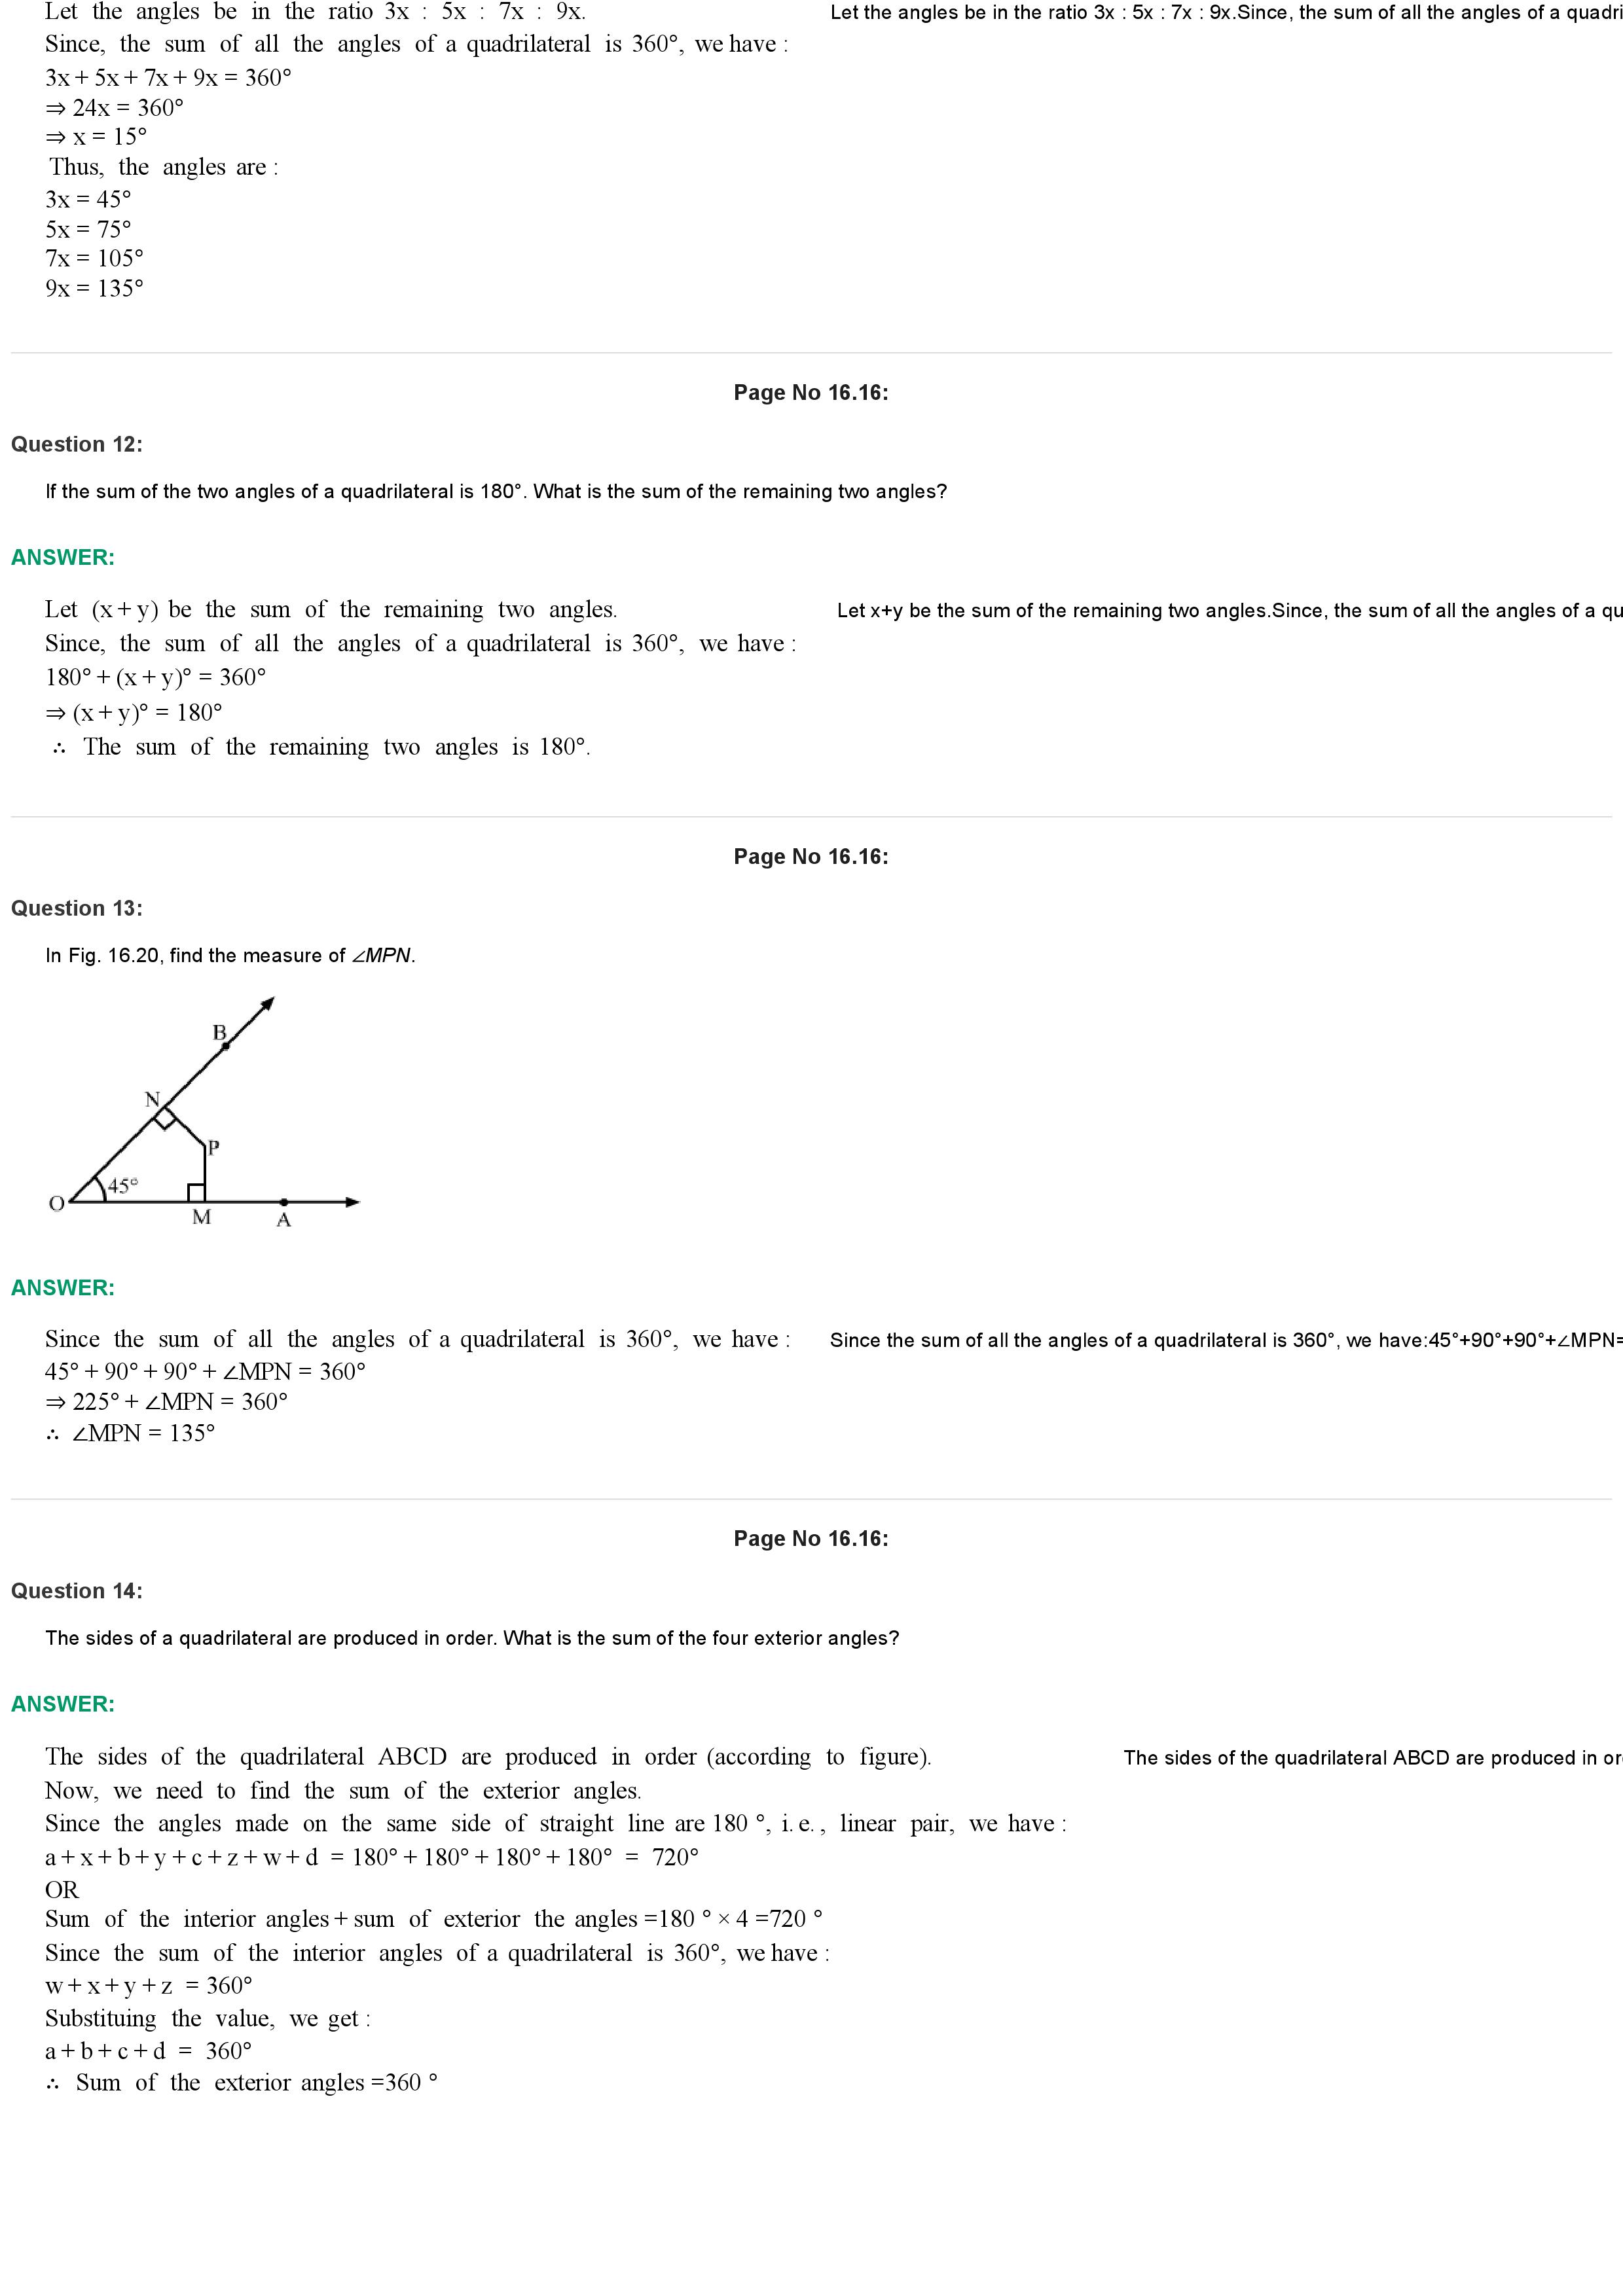 Let the angles be in the ratio 3x : 5x : 7x : 9x.
Let the angles be in the ratio 3x : 5x : 7x : 9x.Since, the sum of all the angles of a quadri
Since, the sum of all the angles of a quadrilateral is 360°, we have :
3x + 5x + 7x + 9x = 360°
⇒ 24x = 360°
⇒ x = 15°
Thus, the angles are :
3x = 45°
5x = 75°
7x = 105°
9x = 135°
Page No 16.16:
Question 12:
If the sum of the two angles of a quadrilateral is 180°. What is the sum of the remaining two angles?
ANSWER:
Let (x + y) be the sum of the remaining two angles.
Let x+y be the sum of the remaining two angles.Since, the sum of all the angles of a qu
Since, the sum of all the angles of a quadrilateral is 360°, we have :
180° + (x + y)° = 360°
⇒ (x + y)° = 180°
∴ The sum of the remaining two angles is 180°.
Page No 16.16:
Question 13:
In Fig. 16.20, find the measure of ∠MPN.
B
N
P
45°
O
M
A
ANSWER:
Since the sum of all the angles of a quadrilateral is 360°, we have :
Since the sum of all the angles of a quadrilateral is 360°, we have:45°+90°+90°+∠MPN=
45° + 90° + 90° + ∠MPN = 360°
⇒ 225° + ∠MPN = 360°
∴ ∠MPN = 135°
Page No 16.16:
Question 14:
The sides of a quadrilateral are produced in order. What is the sum of the four exterior angles?
ANSWER:
The sides of the quadrilateral ABCD are produced in order (according to figure).
The sides of the quadrilateral ABCD are produced in or
Now, we need to find the sum of the exterior angles.
Since the angles made on the same side of straight line are 180 °, i. e. , linear pair, we have :
a + x + b + y + c + z + w + d = 180° + 180° + 180° + 180° = 720°
OR
Sum of the interior angles + sum of exterior the angles =180 ° × 4 =720 °
Since the sum of the interior angles of a quadrilateral is 360°, we have :
w + x + y + z = 360°
Substituing the value, we get :
a + b + c + d = 360°
∴ Sum of the exterior angles =360 °